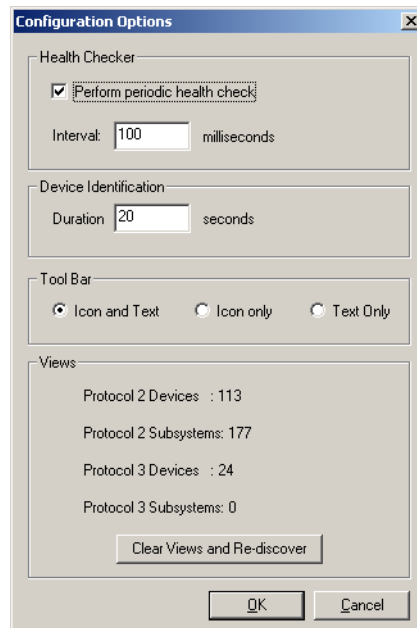 Configuration Options
Health Checker
Perform periodic health check
Interval: 100 milliseconds
Device Identification
Duration 20 seconds
Tool Bar
Icon and Text Icon only Text Only
Views
Protocol 2 Devices : 113
Protocol 2 Subsystems: 177
Protocol 3 Devices : 24
Protocol 3 Subsystems: 0
Clear Views and Re-discover
OK Cancel